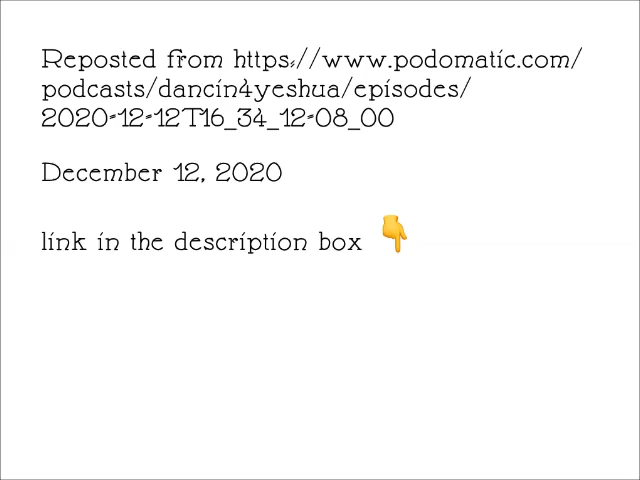 Reposted from https://www.podomatic.com/
podcasts/dancin4yeshua/episodes/
2020-12-12T16_34_12-08_00
December 12, 2020
link in the description box 👇